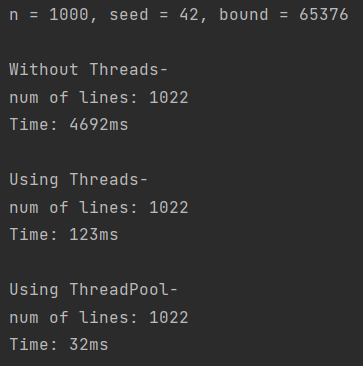 n = 1000, seed = 42, bound = 65376
Without Threads-
num of lines: 1022
Time: 4692ms
Using Threads-
num of lines: 1022
Time: 123ms
Using ThreadPool-
num of lines: 1022
Time: 32ms